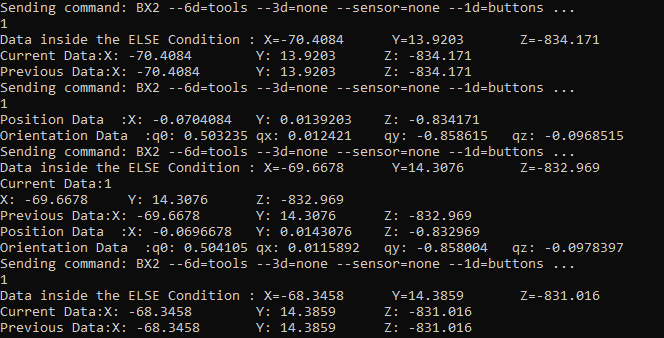 Sending command: BX2 --6d=tools --3d=none --sensor=none --1d=buttons ...
1
Data inside the ELSE Condition : X=-70.4084 Y=13.9203 Z=-834.171
Current Data:X: -70.4084 Y: 13.9203 Z: -834.171
Previous Data:X: -70.4084 Y: 13.9203 Z: -834.171
Sending command: BX2 --6d=tools --3d=none --sensor=none --1d=buttons ...
1
Position Data :X: -0.0704084 Y: 0.0139203 Z: -0.834171
Orientation Data :q0: 0.503235 qx: 0.012421 qy: -0.858615 qz: -0.0968515
Sending command: BX2 --6d=tools --3d=none --sensor=none --1d=buttons ...
Data inside the ELSE Condition : X=-69.6678 Y=14.3076 Z=-832.969
Current Data:1
X: -69.6678 Y: 14.3076 Z: -832.969
Previous Data:X: -69.6678 Y: 14.3076 Z: -832.969
Position Data :X: -0.0696678 Y: 0.0143076 Z: -0.832969
Orientation Data :q0: 0.504105 qx: 0.0115892 qy: -0.858004 qz: -0.0978397
Sending command: BX2 --6d=tools --3d=none --sensor=none --1d=buttons ...
1
Data inside the ELSE Condition : X=-68.3458 Y=14.3859 Z=-831.016
Current Data:X: -68.3458 Y: 14.3859 Z: -831.016
Previous Data:X: -68.3458 Y: 14.3859 Z: -831.016